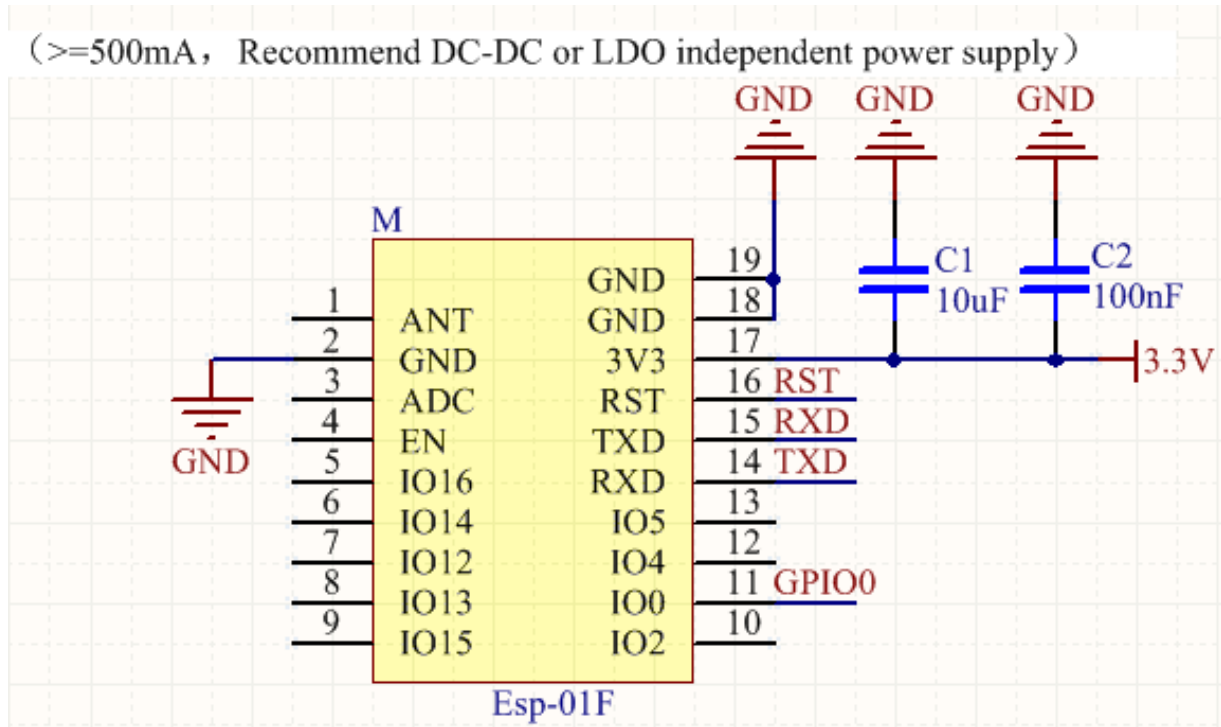 （>=500mA， Recommend DC-DC or LDO independent power supply）
GND GND GND
M
19 GND
C1 10uF
C2 100nF
1 ANT
18 GND
2 GND
17 3V3
3.3V
3 ADC
16 RST RST
4 EN
15 TXD RXD
GND
5 IO16
14 RXD TXD
6 IO14
13 IO5
7 IO12
12 IO4
8 IO13
11 IO0 GPIO0
9 IO15
10 IO2
Esp-01F